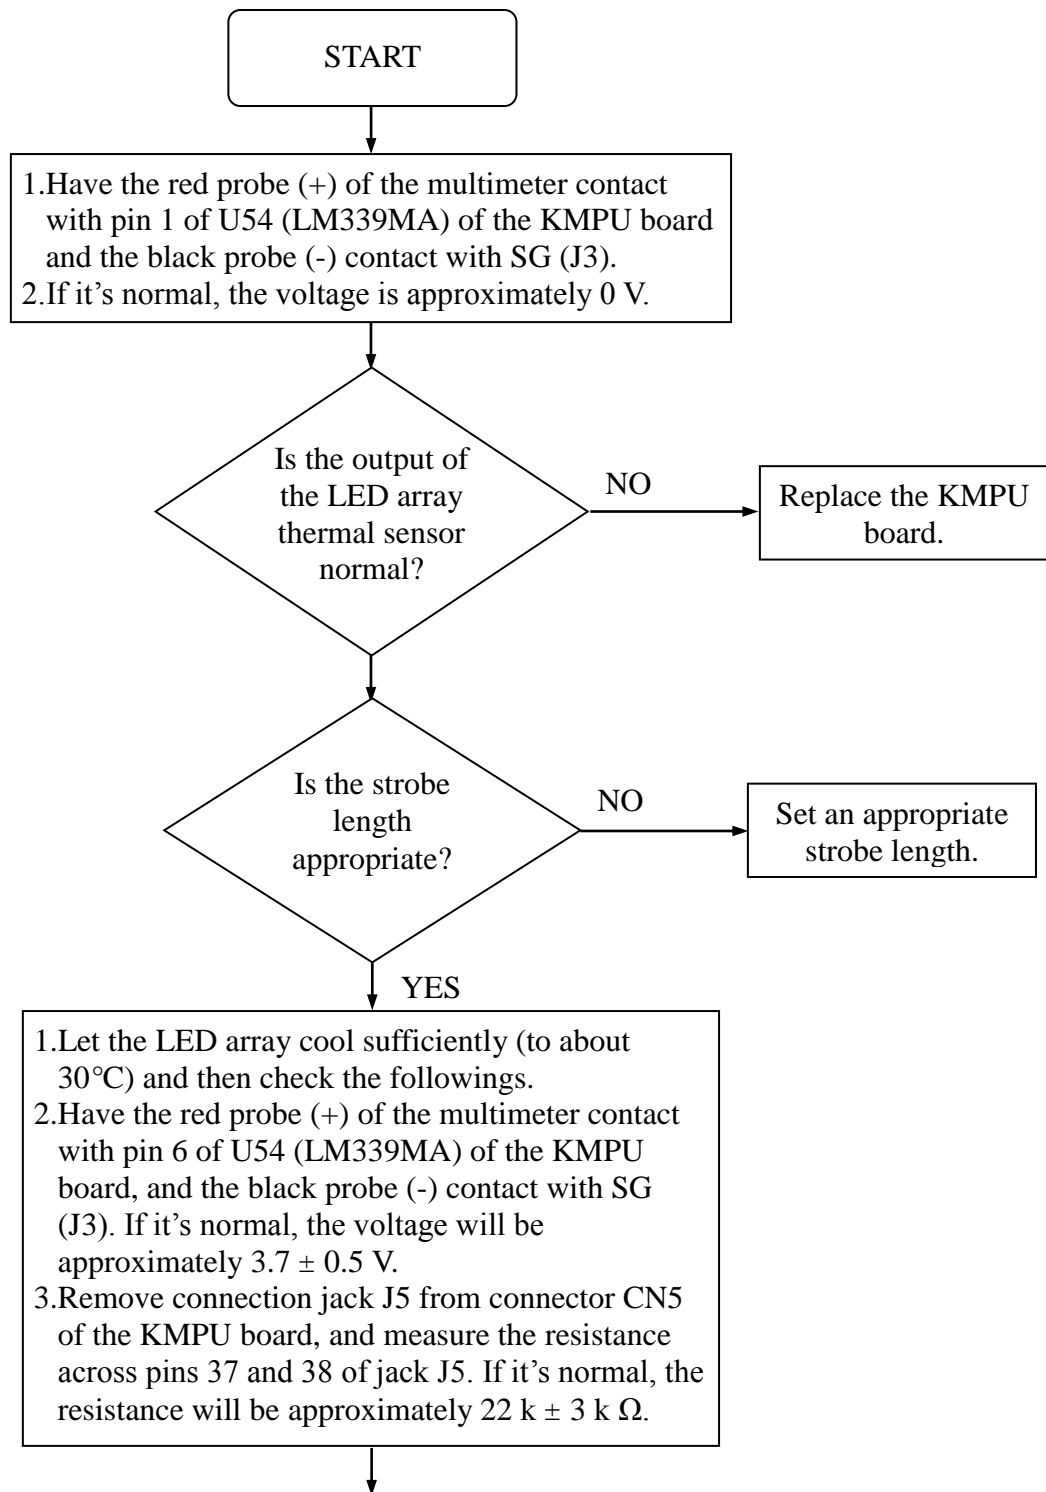 START
1.Have the red probe (+) of the multimeter contact
with pin 1 of U54 (LM339MA) of the KMPU board
and the black probe (-) contact with SG (J3).
2.If it’s normal, the voltage is approximately 0 V.
Is the output of
the LED array
thermal sensor
normal?
NO
Replace the KMPU
board.
Is the strobe
length
appropriate?
NO
Set an appropriate
strobe length.
YES
1.Let the LED array cool sufficiently (to about
30°C) and then check the followings.
2.Have the red probe (+) of the multimeter contact
with pin 6 of U54 (LM339MA) of the KMPU
board, and the black probe (-) contact with SG
(J3). If it’s normal, the voltage will be
approximately 3.7 ± 0.5 V.
3.Remove connection jack J5 from connector CN5
of the KMPU board, and measure the resistance
across pins 37 and 38 of jack J5. If it’s normal, the
resistance will be approximately 22 k ± 3 k Ω.